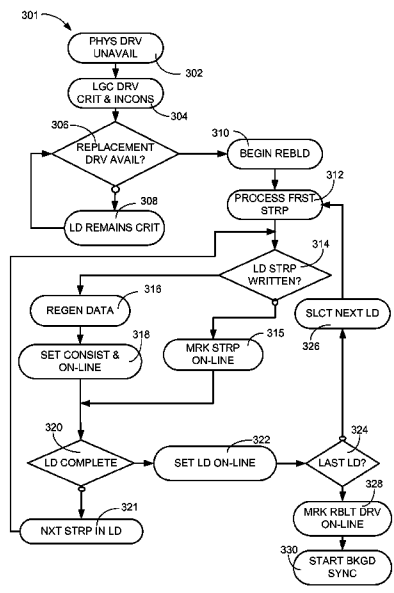 301
PHYS DRV
UNAVAIL
302
LGC DRV
CRIT & INCONS
304
306
REPLACEMENT
DRV AVAIL?
308
LD REMAINS CRIT
310
BEGIN REBLD
312
PROCESS FRST
STRP
314
LD STRP
WRITTEN?
316
REGEN DATA
318
SET CONSIST &
ON-LINE
315
MRK STRP
ON-LINE
SLCT NEXT LD
326
320
LD COMPLETE
322
SET LD ON-LINE
324
LAST LD?
321
NXT STRP IN LD
328
MRK RBLT DRV
ON-LINE
330
START BKGD
SYNC